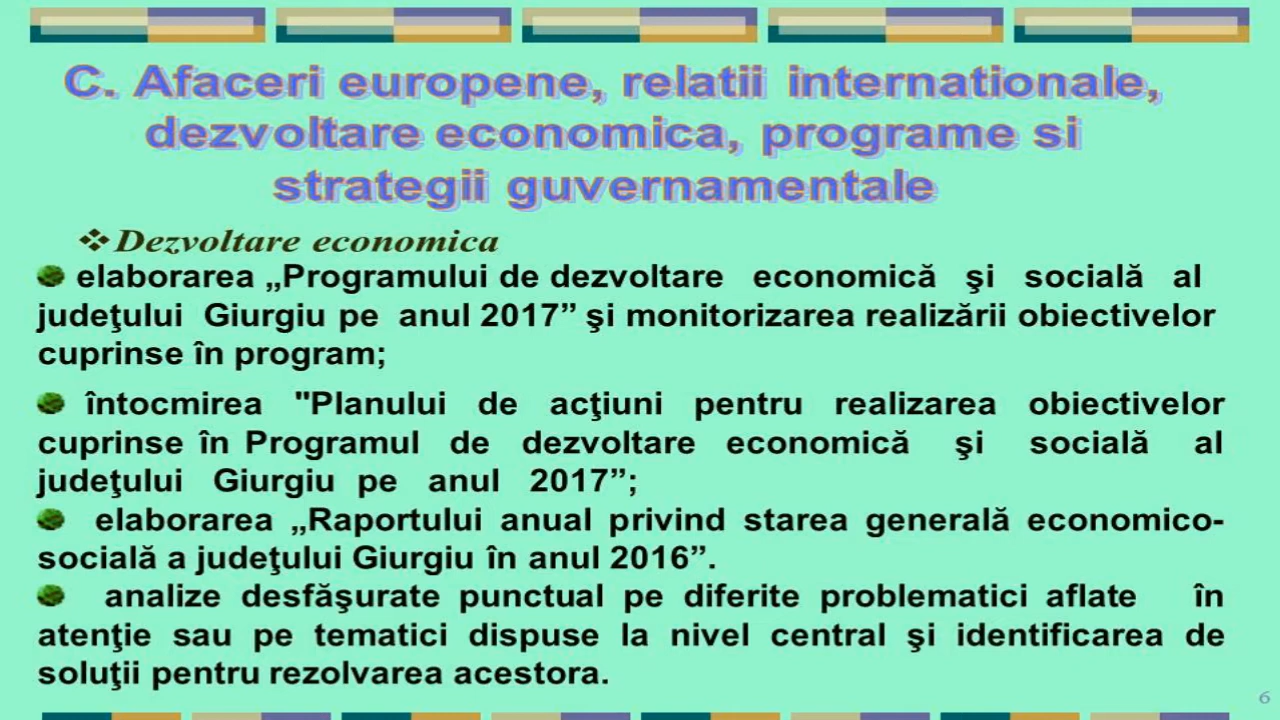 C. Afaceri europene, relatii internationale,
dezvoltare economica, programe si
strategii guvernamentale
Dezvoltare economica
elaborarea „Programului de dezvoltare economică şi socială al
judeţului Giurgiu pe anul 2017” şi monitorizarea realizării obiectivelor
cuprinse în program;
întocmirea "Planului de acţiuni pentru realizarea obiectivelor
cuprinse în Programul de dezvoltare economică şi socială al
judeţului Giurgiu pe anul 2017”;
elaborarea „Raportului anual privind starea generală economico-
socială a judeţului Giurgiu în anul 2016”.
analize desfăşurate punctual pe diferite problematici aflate în
atenţie sau pe tematici dispuse la nivel central şi identificarea de
soluţii pentru rezolvarea acestora.
6